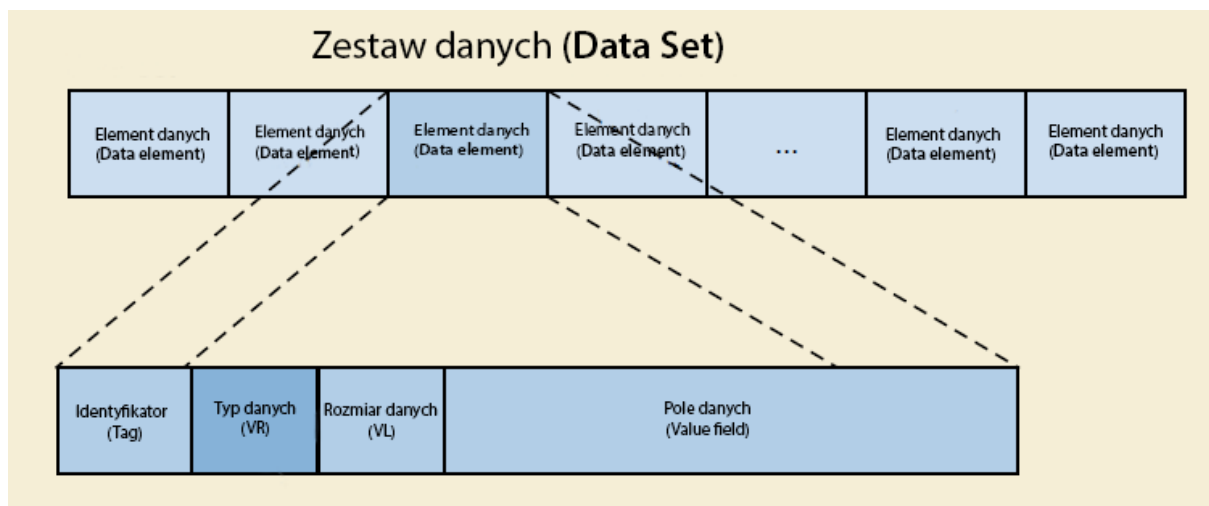 Zestaw danych (Data Set)
Element danych
(Data element)
Element danych
(Data element)
Element danych
(Data element)
Element danych
(Data element)
...
Element danych
(Data element)
Element danych
(Data element)
Identyfikator
(Tag)
Typ danych
(VR)
Rozmiar danych
(VL)
Pole danych
(Value field)